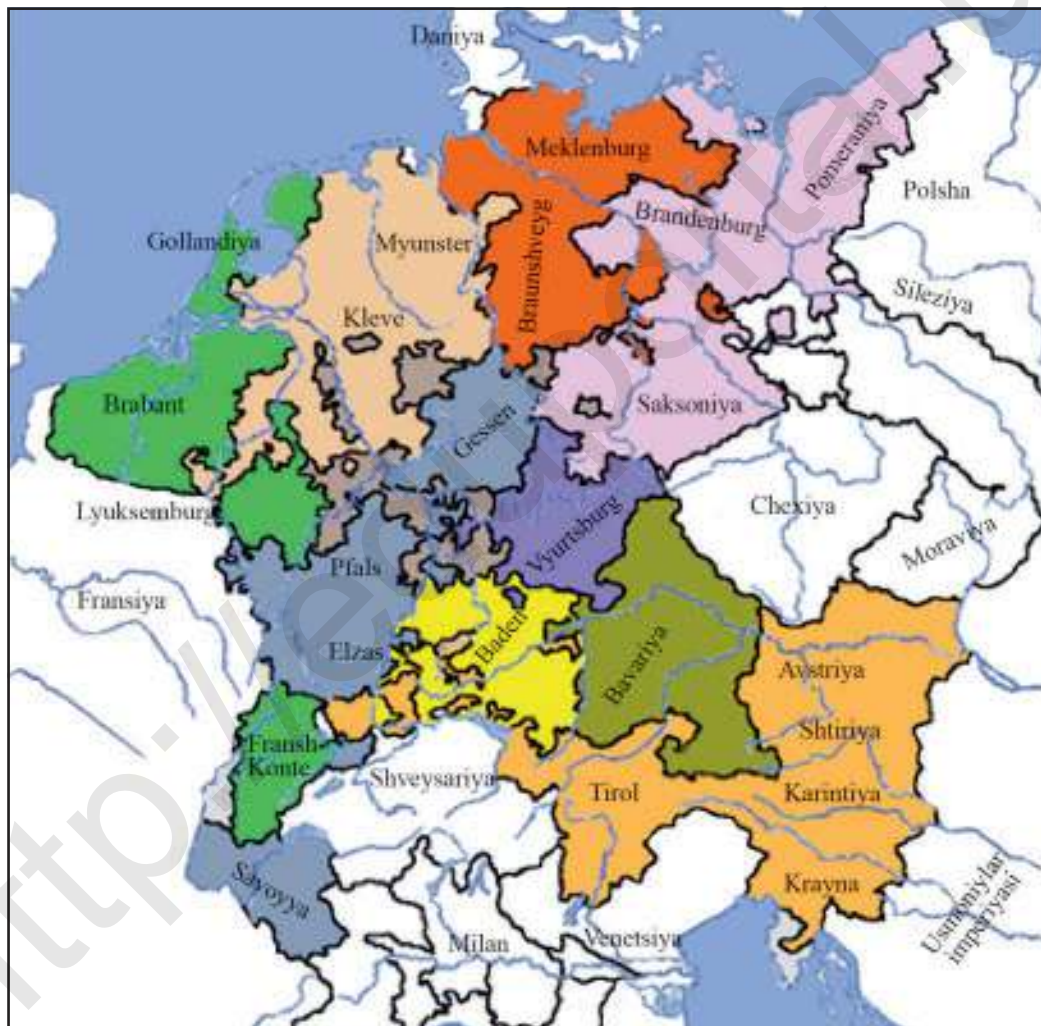 Daniya
Meklenburg
Pomeraniya
Polsha
Brandenburg
Gollandiya
Myunster
Braunshveyg
Sileziya
Kleve
Brabant
Gessen
Saksoniya
Lyuksemburg
Chexiya
Vyurtsburg
Moraviya
Pfals
Fransiya
Elzas
Baden
Bavariya
Avstriya
Shtiriya
Fransh-
Konte
Shveysariya
Tirol
Karintiya
Savoyya
Krayna
Milan
Venetsiya
Usmoniylar
imperiyasi